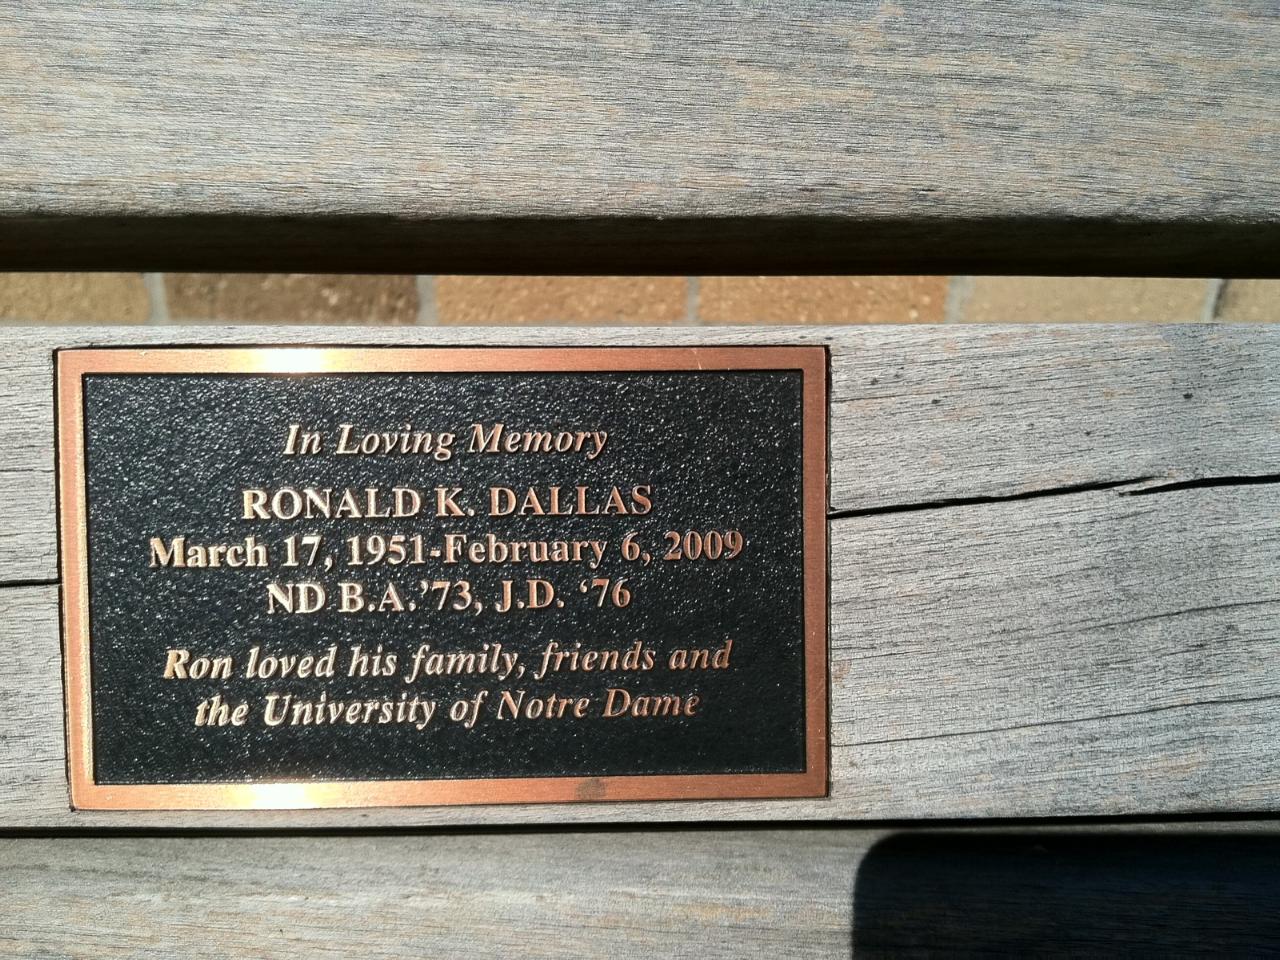 In Loving Memory
RONALD K. DALLAS
March 17, 1951-February 6, 2009
ND B.A.’73, J.D. ‘76
Ron loved his family, friends and
the University of Notre Dame